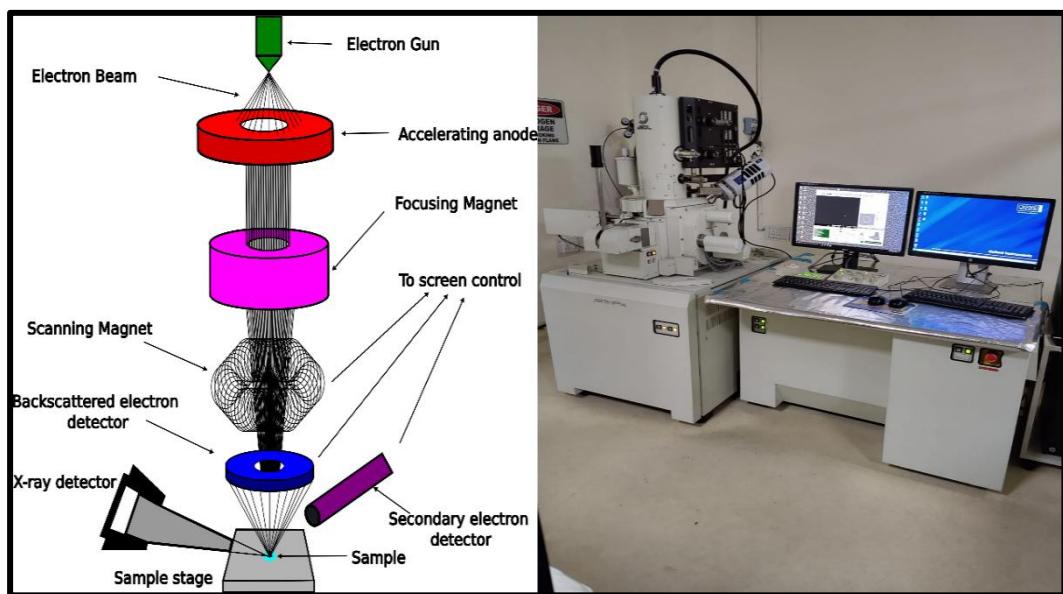 Electron Gun
Electron Beam
Accelerating anode
Focusing Magnet
To screen control
Scanning Magnet
Backscattered electron
detector
X-ray detector
Secondary electron
detector
Sample
Sample stage